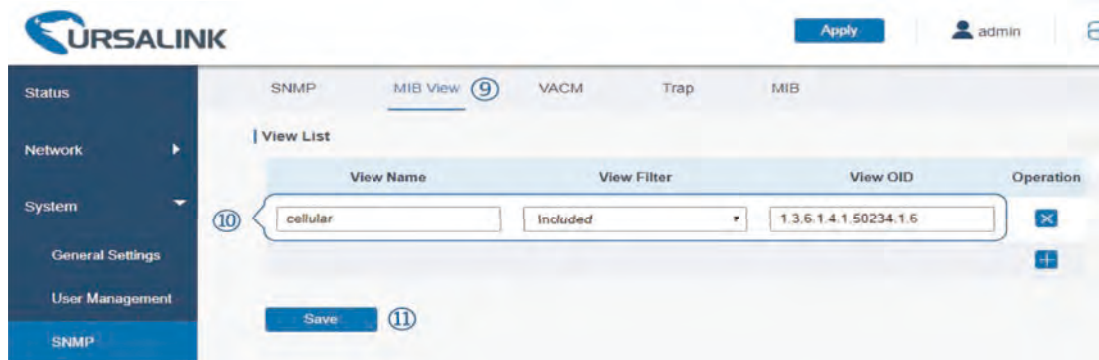 URSALINK
Apply
admin
Status
SNMP MIB View ⑨ VACM Trap MIB
View List
Network
View Name View Filter View OID Operation
System
⑩ cellular Included 1.3.6.1.4.1.50234.1.6
General Settings
User Management
Save ⑪
SNMP